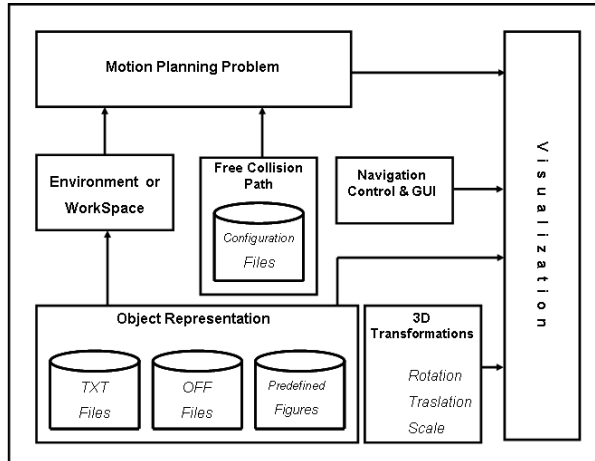 Motion Planning Problem
Environment or
WorkSpace
Free Collision
Path
Configuration
Files
Navigation
Control & GUI
Visualization
Object Representation
TXT
Files
OFF
Files
Predefined
Figures
3D
Transformations
Rotation
Traslation
Scale